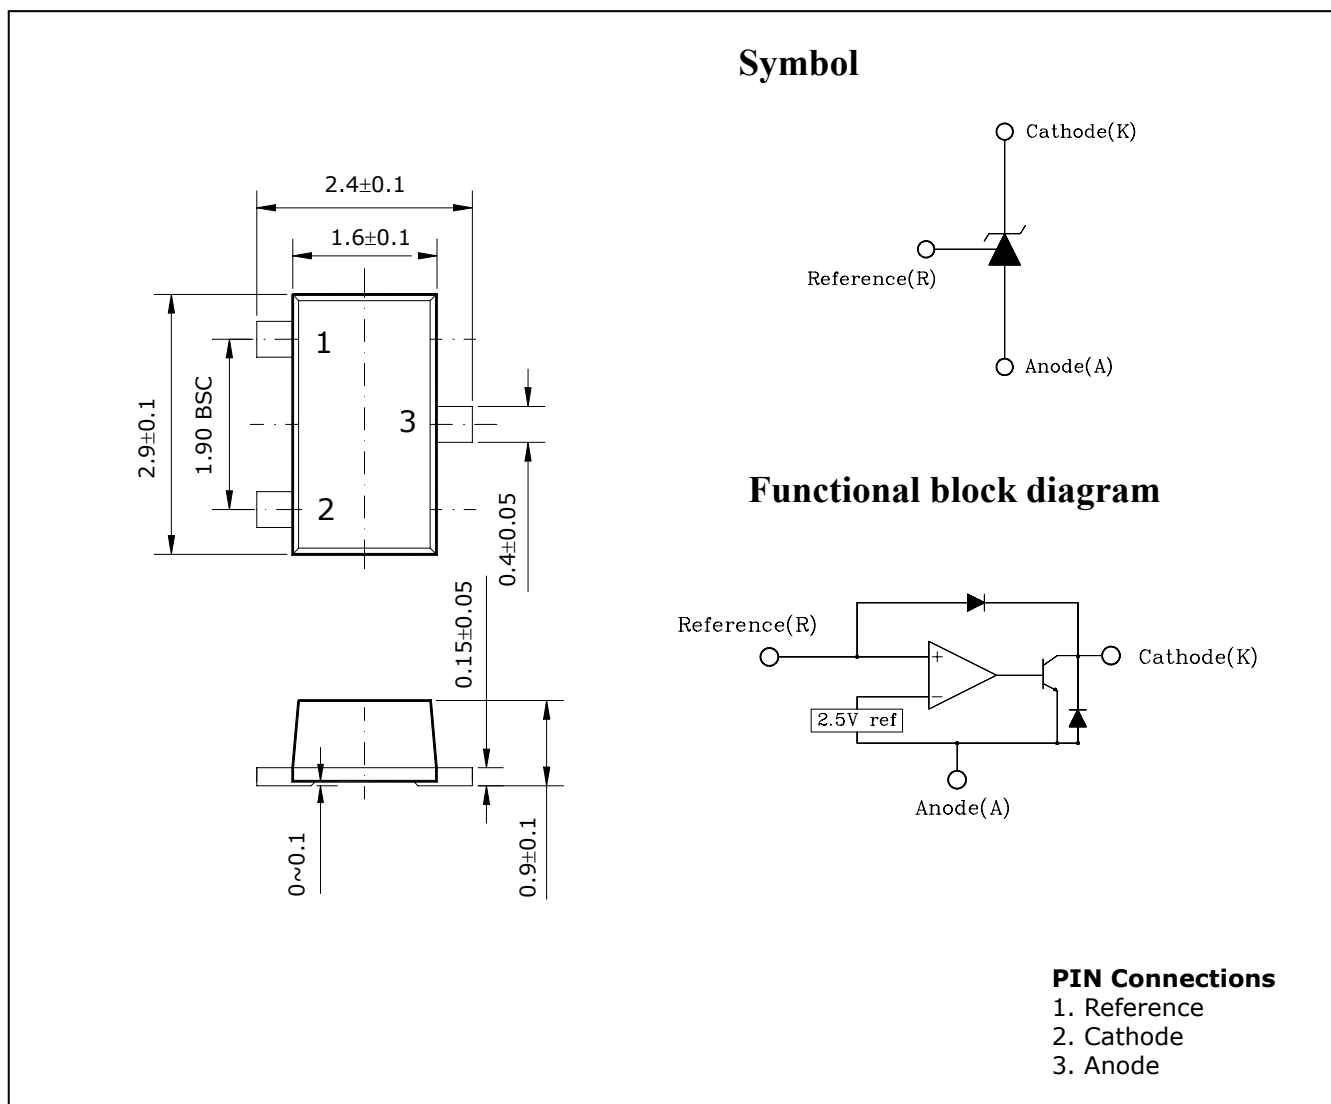 Symbol
Cathode(K)
Reference(R)
Anode(A)
2.4±0.1
1.6±0.1
1
2
3
2.9±0.1
1.90 BSC
0.4±0.05
0.15±0.05
0~0.1
0.9±0.1
Functional block diagram
Reference(R)
+
−
2.5V ref
Cathode(K)
Anode(A)
PIN Connections
1. Reference
2. Cathode
3. Anode